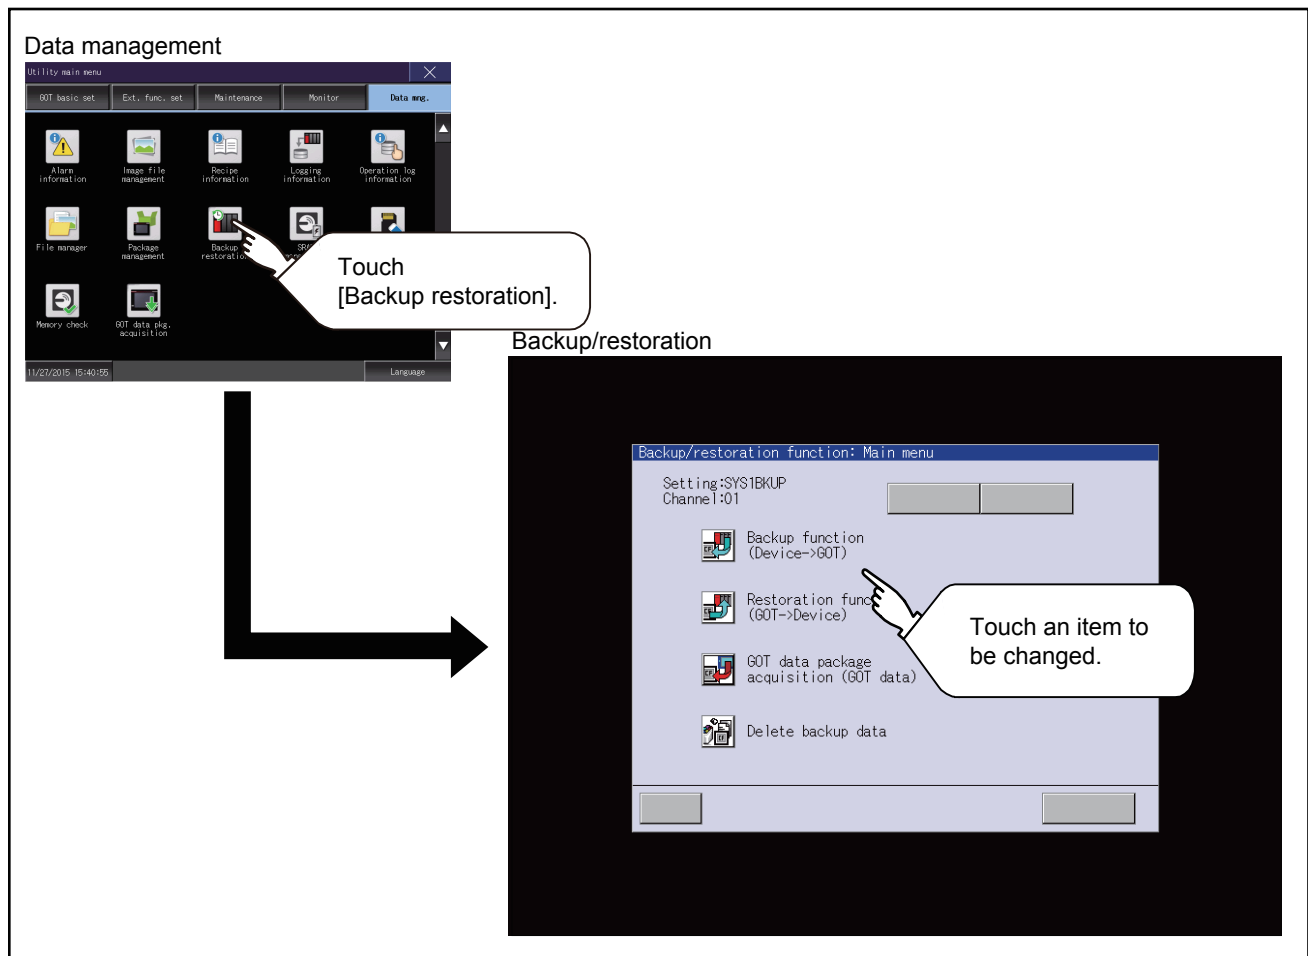 Data management
Utility main menu
GOT basic set Ext. func. set Maintenance Monitor Data mng.
Alarm information
Image file management
Recipe information
Logging information
Operation log information
File manager
Package management
Backup restoration
Touch
[Backup restoration].
Memory check
GOT data pkg. acquisition
11/27/2015 15:40:55 Language
Backup/restoration
Backup/restoration function: Main menu
Setting:SYS1BKUP
Channel:01
Backup function
(Device->GOT)
Restoration func
(GOT->Device)
Touch an item to
be changed.
GOT data package
acquisition (GOT data)
Delete backup data